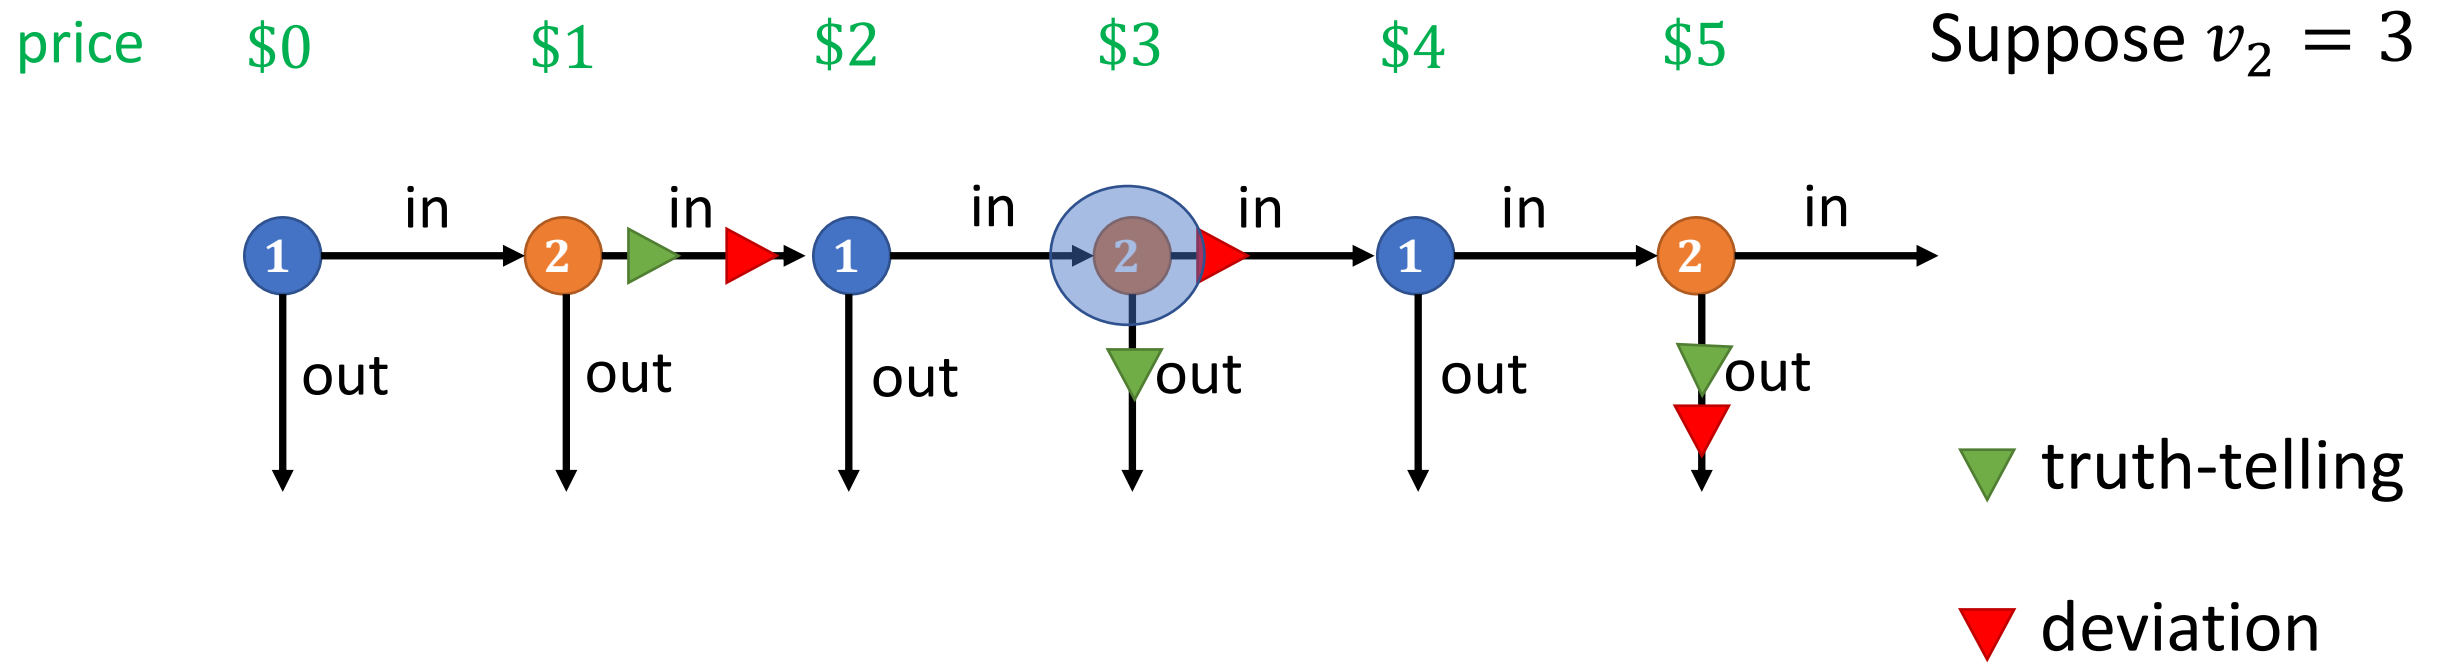 price $0 $1 $2 $3 $4 $5 Suppose v₂ = 3
in in in in in in
1 2 1 2 1 2
out out out out out out
truth-telling
deviation